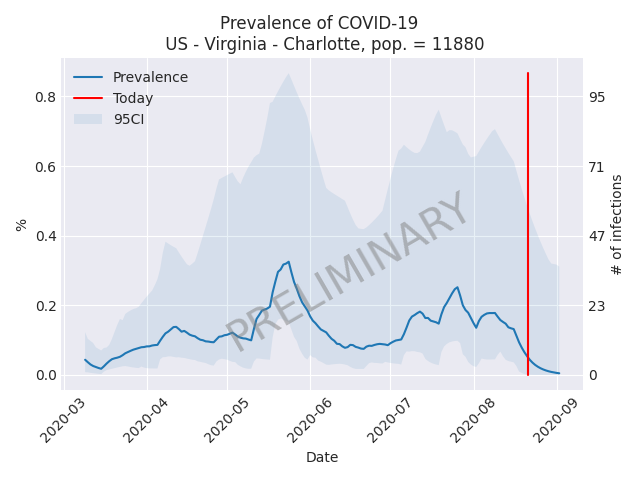 Prevalence of COVID-19
US - Virginia - Charlotte, pop. = 11880
Prevalence
Today
95CI
0.8
0.6
0.4
0.2
0.0
%
95
71
47
23
0
# of infections
PRELIMINARY
2020-03
2020-04
2020-05
2020-06
2020-07
2020-08
2020-09
Date